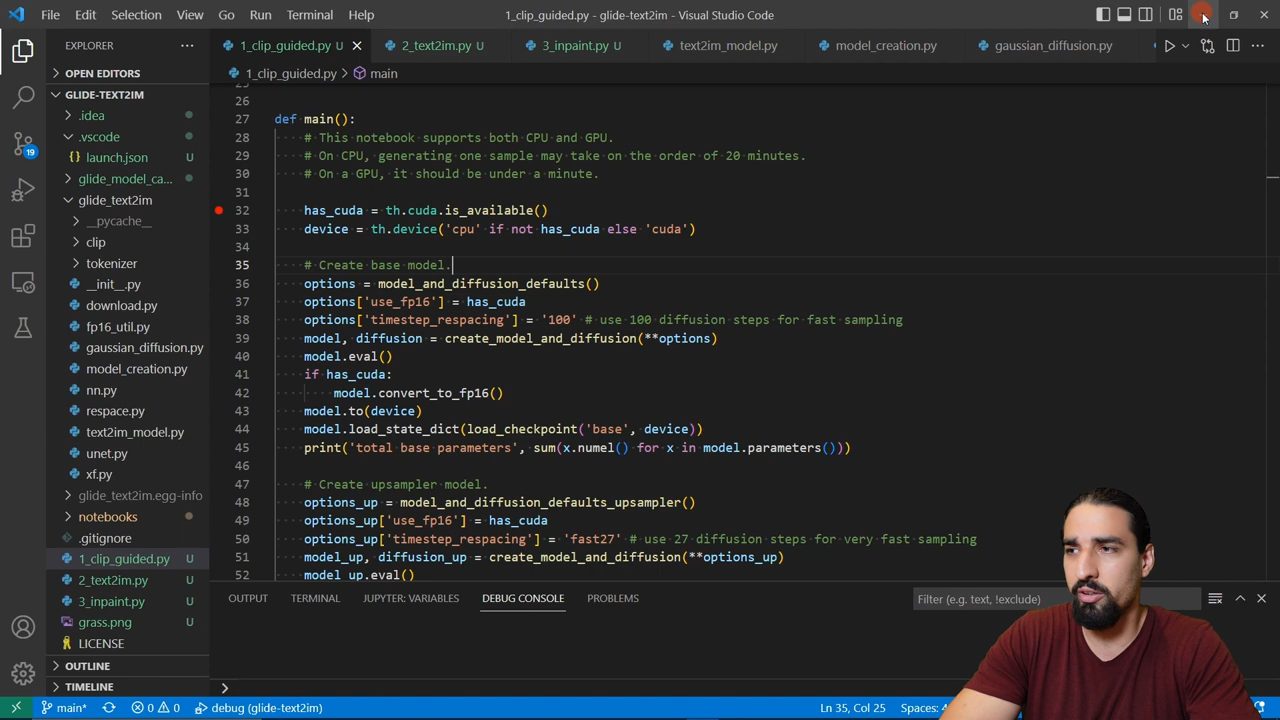 File Edit Selection View Go Run Terminal Help
1_clip_guided.py - glide-text2im - Visual Studio Code
EXPLORER
OPEN EDITORS
GLIDE-TEXT2IM
.idea
.vscode
launch.json U
glide_model_ca...
glide_text2im
__pycache__
clip
tokenizer
__init__.py
download.py
fp16_util.py
gaussian_diffusion.py
model_creation.py
nn.py
respace.py
text2im_model.py
unet.py
xf.py
glide_text2im.egg-info
notebooks
.gitignore
1_clip_guided.py U
2_text2im.py U
3_inpaint.py U
grass.png U
LICENSE
OUTLINE
TIMELINE
19
1_clip_guided.py U 2_text2im.py U 3_inpaint.py U text2im_model.py model_creation.py gaussian_diffusion.py
1_clip_guided.py > main
26
27 def main():
28 # This notebook supports both CPU and GPU.
29 # On CPU, generating one sample may take on the order of 20 minutes.
30 # On a GPU, it should be under a minute.
31
32 has_cuda = th.cuda.is_available()
33 device = th.device('cpu' if not has_cuda else 'cuda')
34
35 # Create base model.
36 options = model_and_diffusion_defaults()
37 options['use_fp16'] = has_cuda
38 options['timestep_respacing'] = '100' # use 100 diffusion steps for fast sampling
39 model, diffusion = create_model_and_diffusion(**options)
40 model.eval()
41 if has_cuda:
42 model.convert_to_fp16()
43 model.to(device)
44 model.load_state_dict(load_checkpoint('base', device))
45 print('total base parameters', sum(x.numel() for x in model.parameters()))
46
47 # Create upsampler model.
48 options_up = model_and_diffusion_defaults_upsampler()
49 options_up['use_fp16'] = has_cuda
50 options_up['timestep_respacing'] = 'fast27' # use 27 diffusion steps for very fast sampling
51 model_up, diffusion_up = create_model_and_diffusion(**options_up)
52 model_up.eval()
OUTPUT TERMINAL JUPYTER: VARIABLES DEBUG CONSOLE PROBLEMS
Filter (e.g. text, !exclude)
main* 0 0 debug (glide-text2im) Ln 35, Col 25 Spaces: